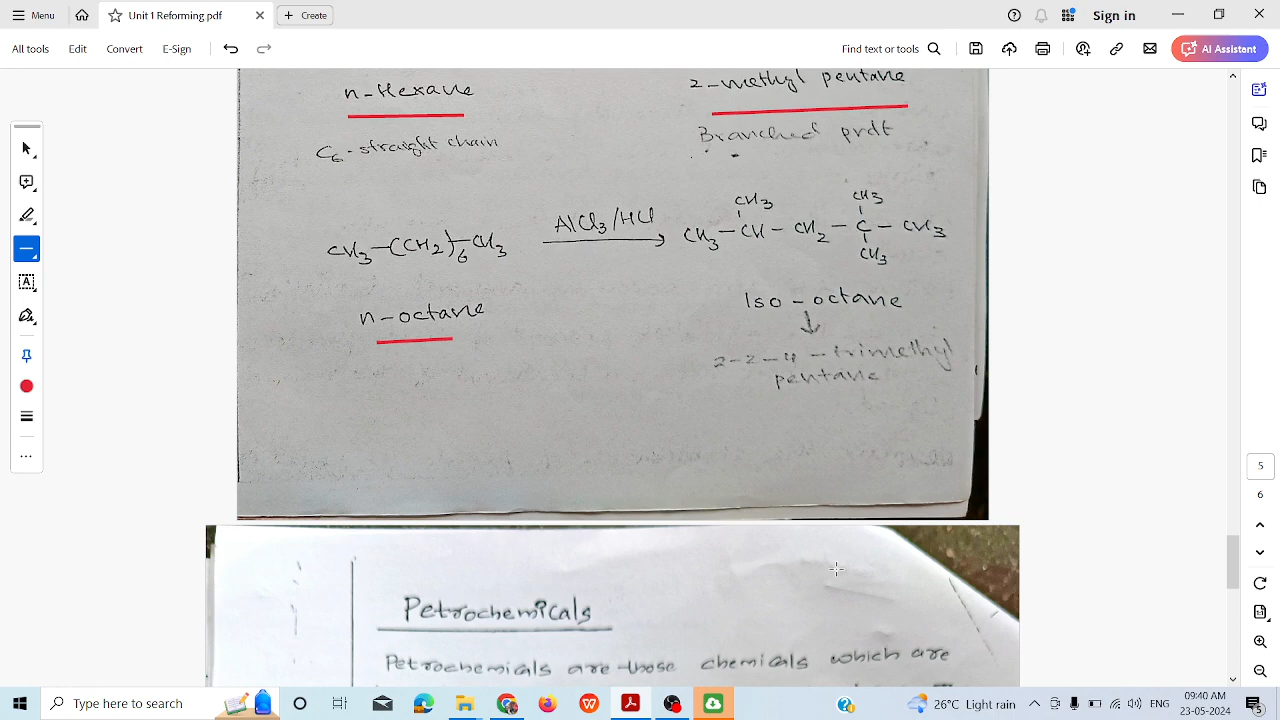 Menu
Unit 1 Reforming.pdf
Create
Sign in
All tools
Edit
Convert
E-Sign
Find text or tools
AI Assistant
n-Hexane
2-methyl pentane
C6-straight chain
Branched prdt
CH3
CH3
CH3-(CH2)6-CH3
AlCl3/HCl
CH3-CH-CH2-C-CH3
CH3
n-octane
Iso-octane
2-2-4-trimethyl
pentane
5
6
Petrochemicals
Petrochemicals are those chemicals which are
Type here to search
26°C Light rain
ENG
09:40 AM
23-05-2024
5